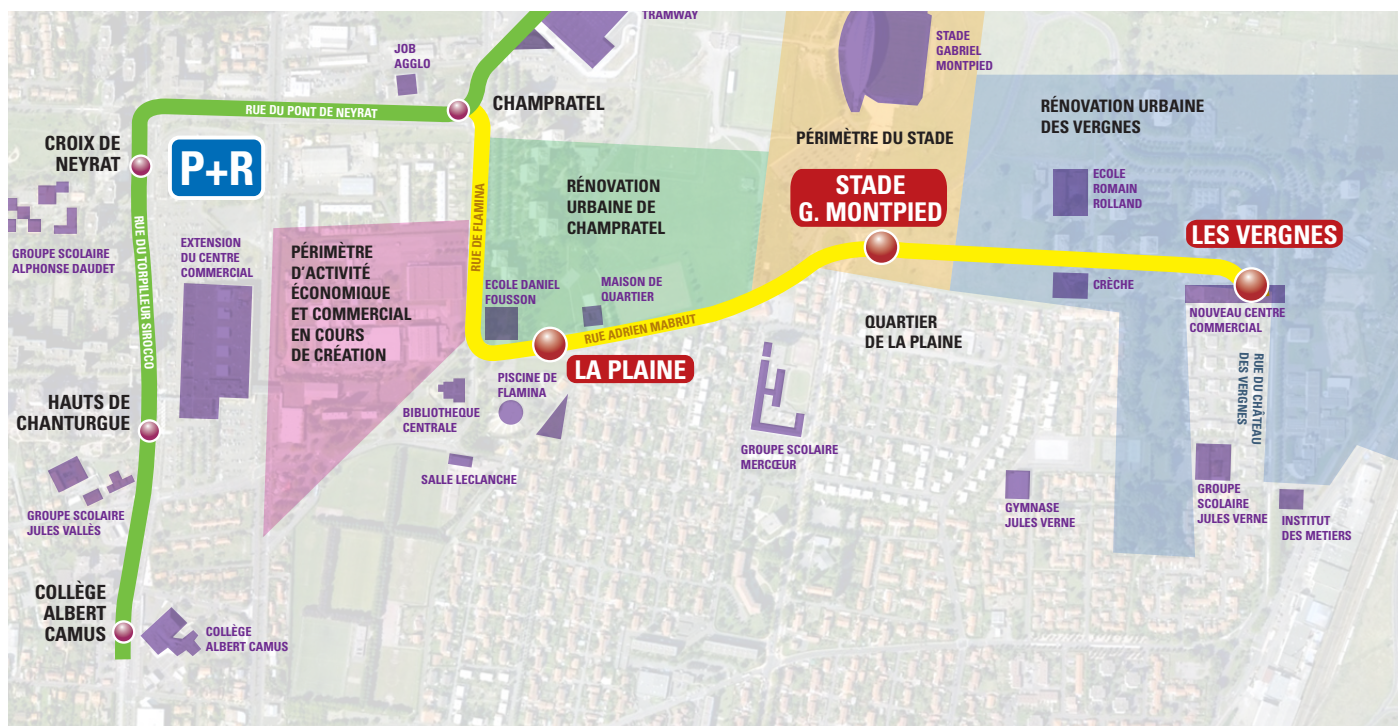 TRAMWAY
JOB
AGGLO
STADE
GABRIEL
MONTPIED
CHAMPRATEL
RUE DU PONT DE NEYRAT
RÉNOVATION URBAINE
DES VERGNES
CROIX DE
NEYRAT
P+R
PÉRIMÈTRE DU STADE
ECOLE
ROMAIN
ROLLAND
STADE
G. MONTPIED
RÉNOVATION
URBAINE DE
CHAMPRATEL
RUE DE FLAMINA
LES VERGNES
GROUPE SCOLAIRE
ALPHONSE DAUDET
RUE DU TORPILLEUR SIROCCO
EXTENSION
DU CENTRE
COMMERCIAL
PÉRIMÈTRE
D'ACTIVITÉ
ÉCONOMIQUE
ET COMMERCIAL
EN COURS
DE CRÉATION
ECOLE DANIEL
FOUSSON
MAISON DE
QUARTIER
CRÈCHE
NOUVEAU CENTRE
COMMERCIAL
RUE ADRIEN MABRUT
QUARTIER
DE LA PLAINE
LA PLAINE
PISCINE DE
FLAMINA
RUE DU CHÂTEAU
DES VERGNES
HAUTS DE
CHANTURGUE
BIBLIOTHEQUE
CENTRALE
GROUPE SCOLAIRE
MERCŒUR
SALLE LECLANCHE
GROUPE SCOLAIRE
JULES VALLÈS
GYMNASE
JULES VERNE
GROUPE
SCOLAIRE
JULES VERNE
INSTITUT
DES METIERS
COLLÈGE
ALBERT
CAMUS
COLLÈGE
ALBERT CAMUS